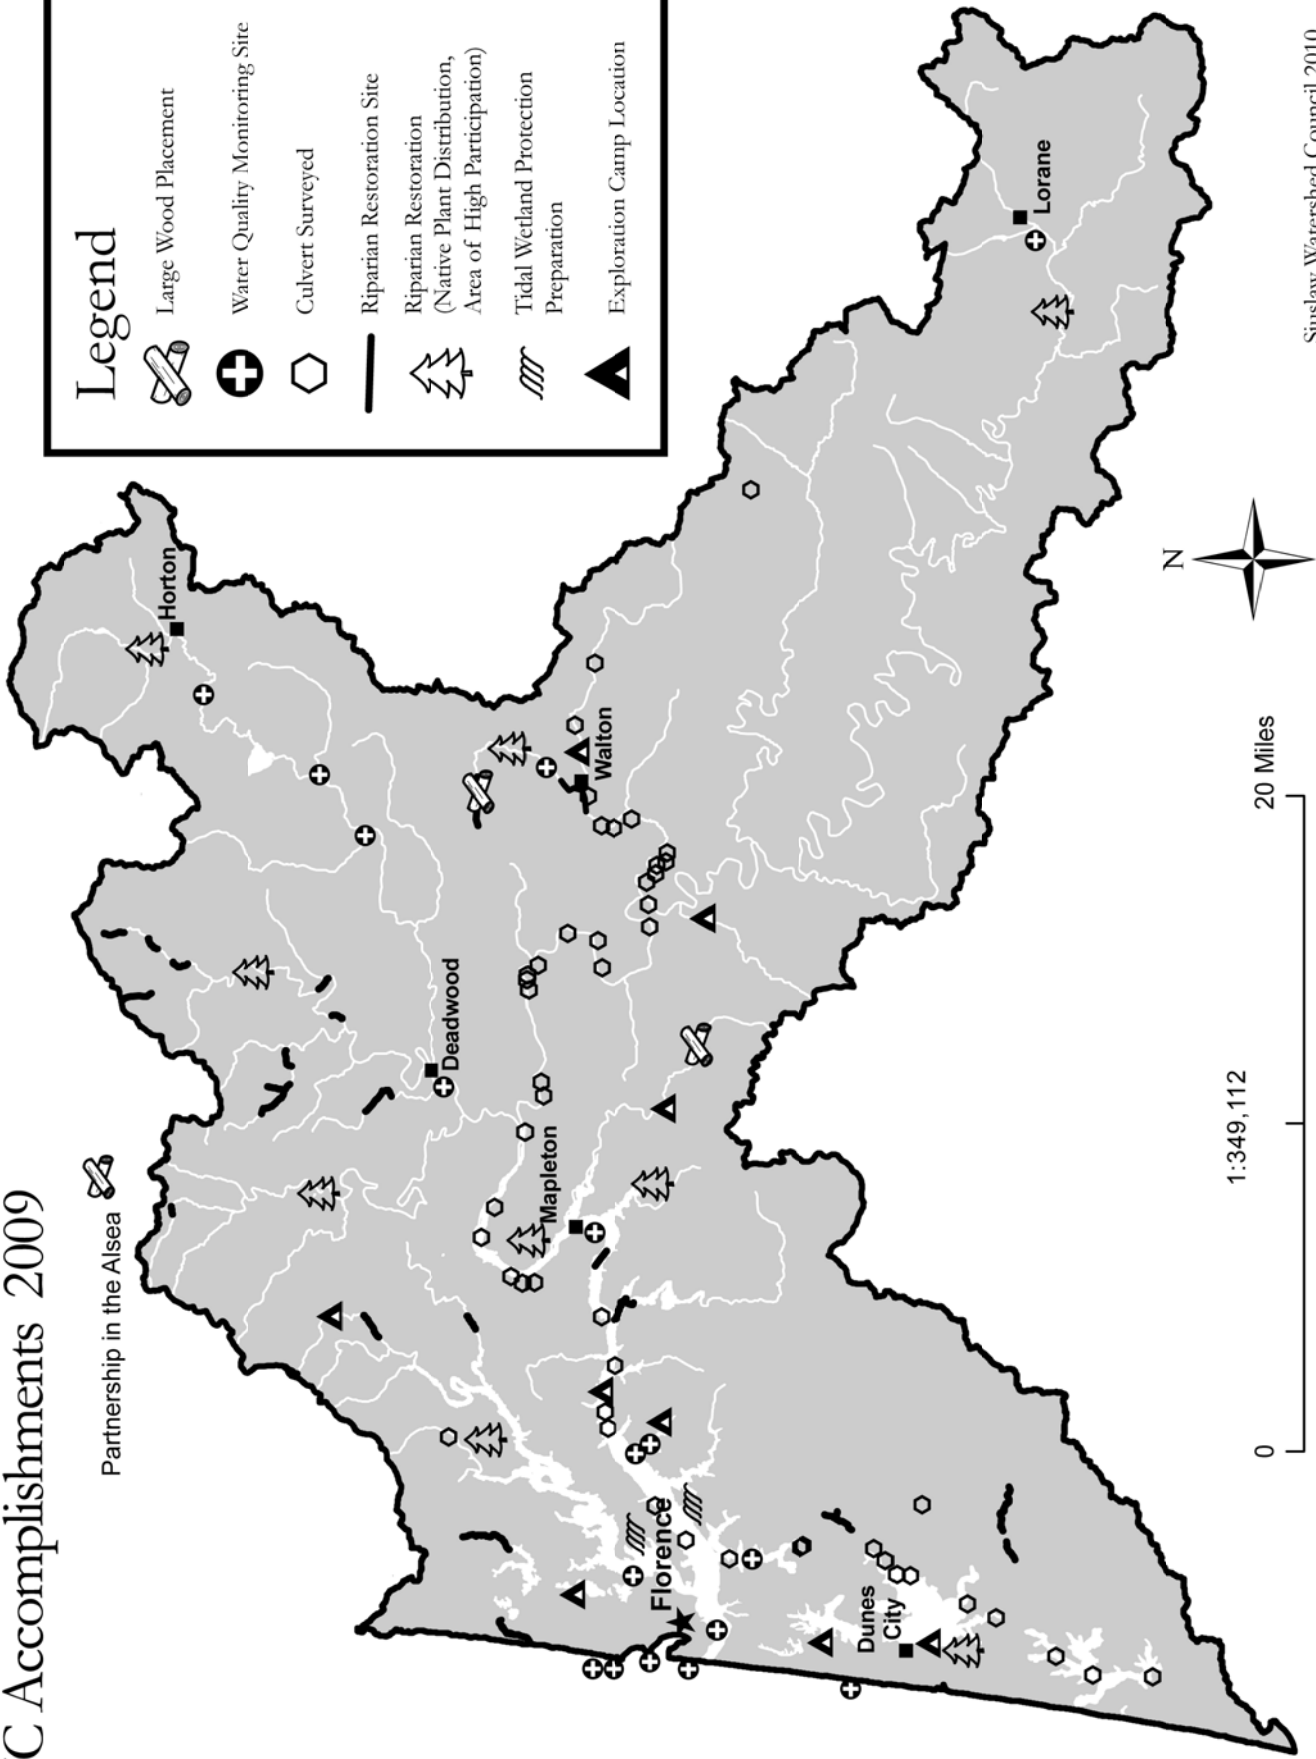 C Accomplishments 2009
Partnership in the Alsea
Legend
Large Wood Placement
Water Quality Monitoring Site
Culvert Surveyed
Riparian Restoration Site
Riparian Restoration
(Native Plant Distribution,
Area of High Participation)
Tidal Wetland Protection
Preparation
Exploration Camp Location
Horton
Deadwood
Walton
Mapleton
Florence
Dunes
City
Lorane
N
1:349,112
0
20 Miles
Siuslaw Watershed Council 2010